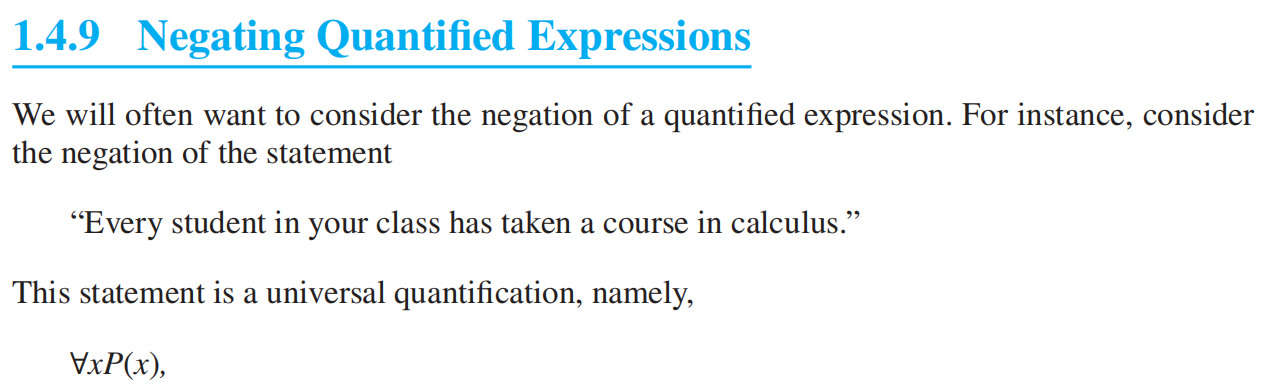 1.4.9 Negating Quantified Expressions
We will often want to consider the negation of a quantified expression. For instance, consider
the negation of the statement
“Every student in your class has taken a course in calculus.”
This statement is a universal quantification, namely,
∀xP(x),